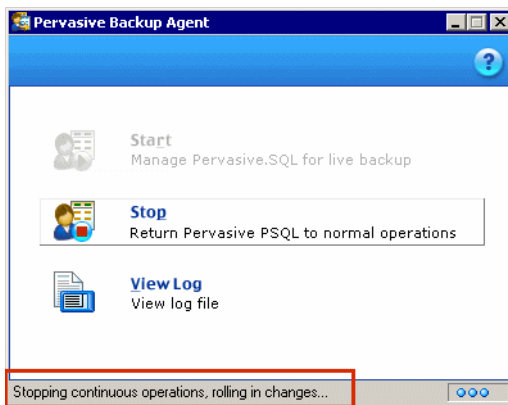 Pervasive Backup Agent
?
Start
Manage Pervasive.SQL for live backup
Stop
Return Pervasive PSQL to normal operations
View Log
View log file
Stopping continuous operations, rolling in changes...